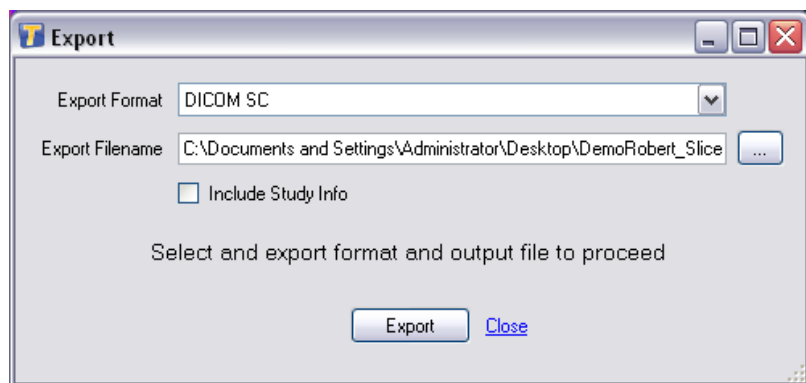 Export
Export Format DICOM SC
Export Filename C:\Documents and Settings\Administrator\Desktop\DemoRobert_Slice ...
Include Study Info
Select and export format and output file to proceed
Export Close